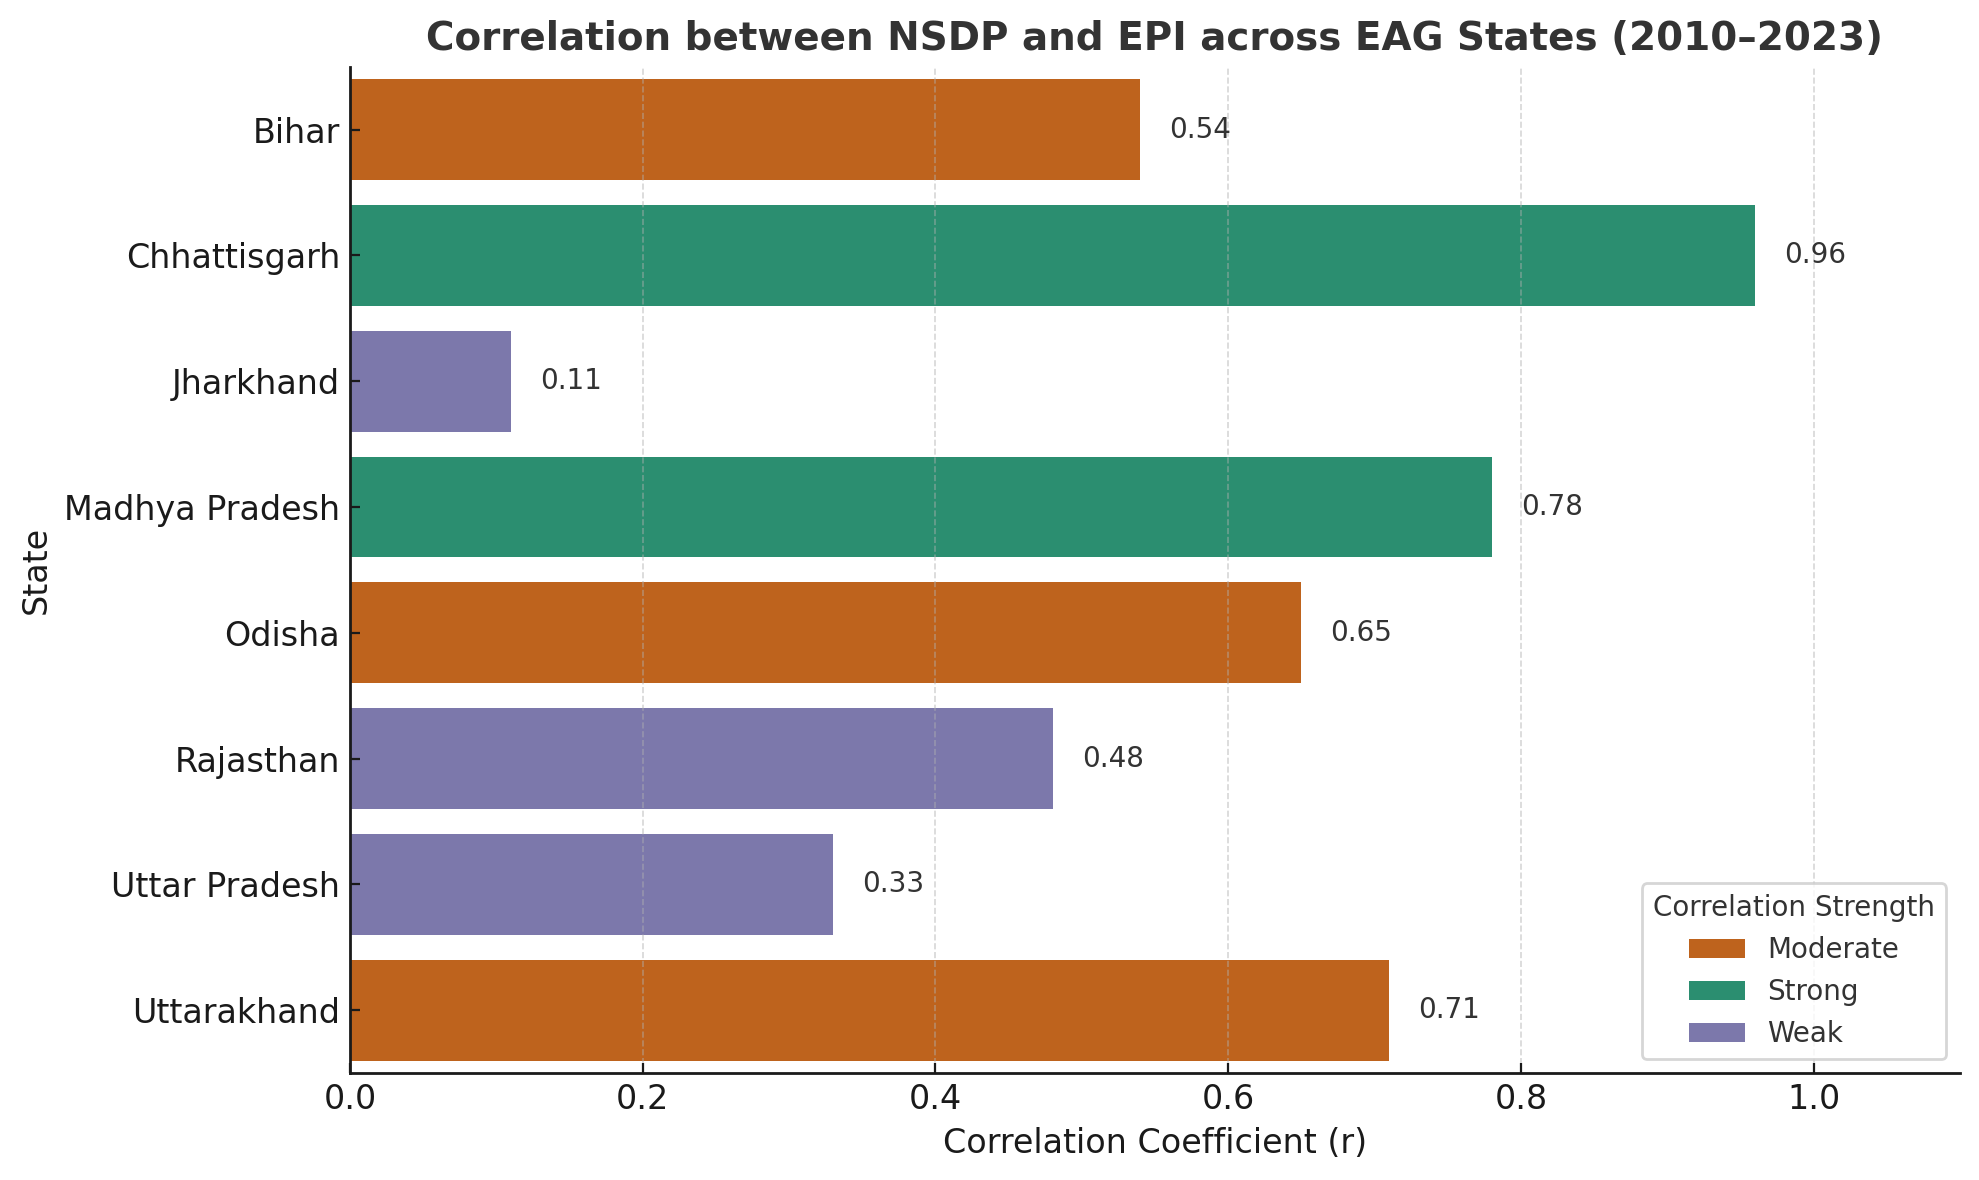 Correlation between NSDP and EPI across EAG States (2010–2023)
Bihar
0.54
Chhattisgarh
0.96
Jharkhand
0.11
Madhya Pradesh
0.78
Odisha
0.65
Rajasthan
0.48
Uttar Pradesh
0.33
Uttarakhand
0.71
State
Correlation Strength
Moderate
Strong
Weak
0.0 0.2 0.4 0.6 0.8 1.0
Correlation Coefficient (r)